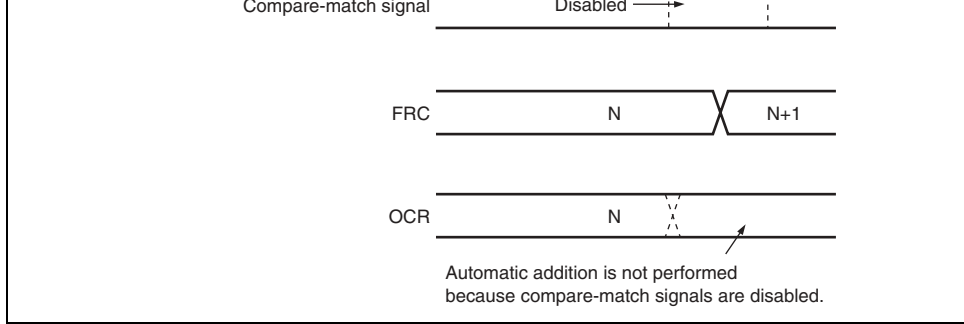 Compare-match signal Disabled
FRC N N+1
OCR N
Automatic addition is not performed
because compare-match signals are disabled.